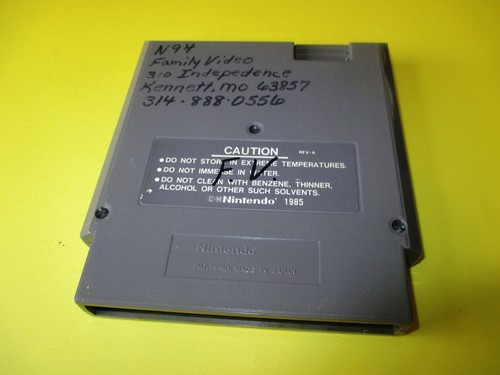 N94
Family Video
310 Indepedence
Kennett, MO 63857
314-888-0556
CAUTION
REV-A
• DO NOT STORE IN EXTREME TEMPERATURES.
• DO NOT IMMERSE IN WATER.
• DO NOT CLEAN WITH BENZENE, THINNER,
ALCOHOL OR OTHER SUCH SOLVENTS.
F.V.
©M Nintendo® 1985
Nintendo
MADE IN JAPAN